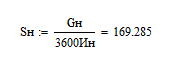 Sн := Gн / 3600Ин = 169.285